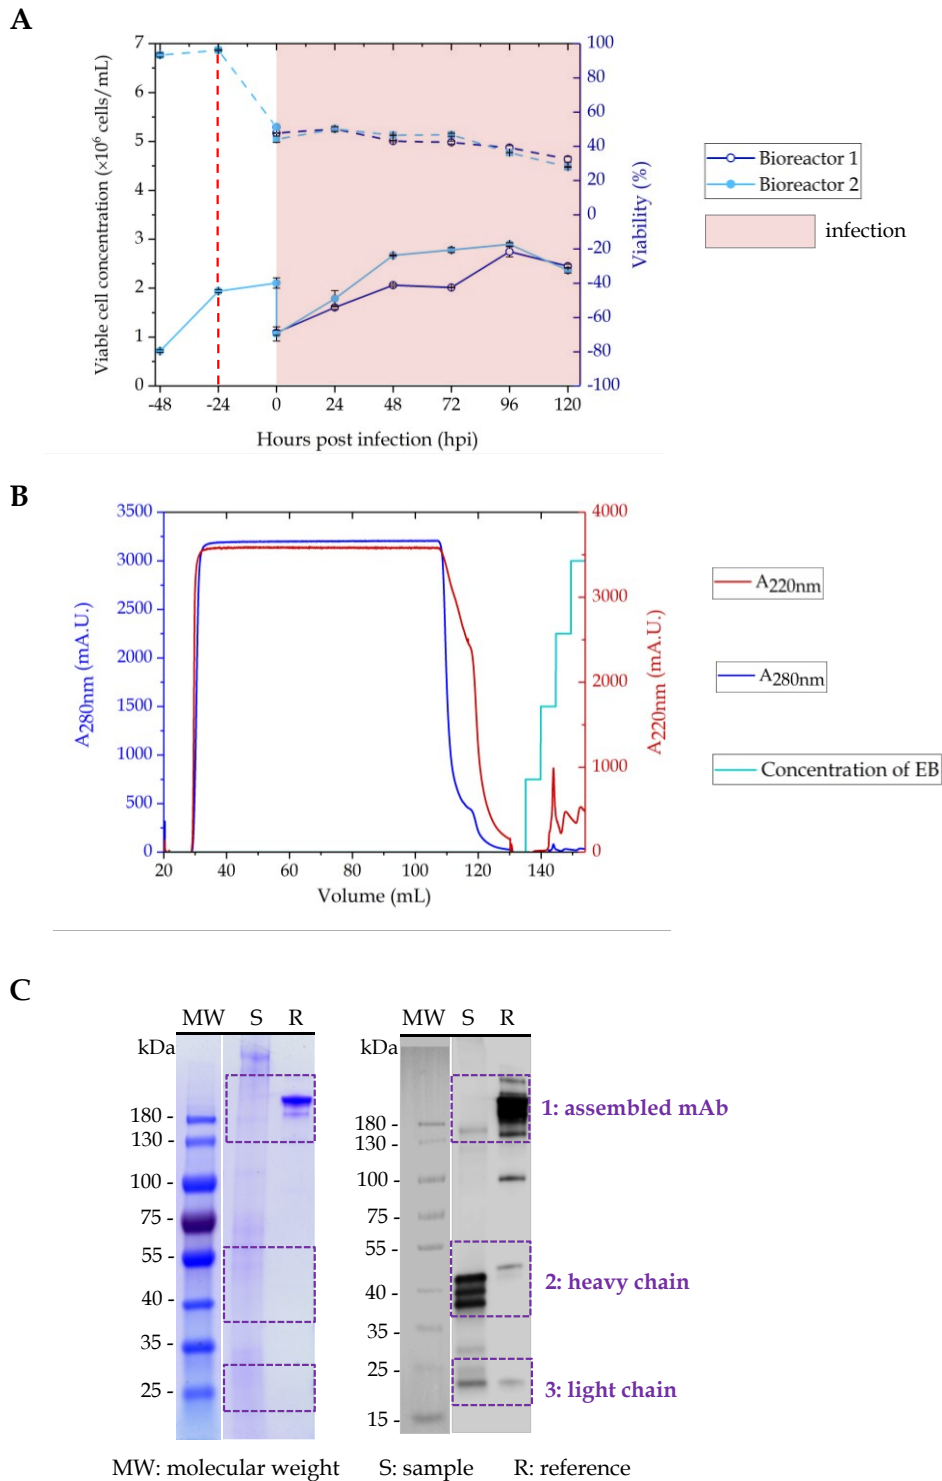 A
7
6
5
4
3
2
1
0
Viable cell concentration (×10⁶ cells/mL)
100
80
60
40
20
0
-20
-40
-60
-80
-100
Viability (%)
-48 -24 0 24 48 72 96 120
Hours post infection (hpi)
Bioreactor 1
Bioreactor 2
infection
B
3500
3000
2500
2000
1500
1000
500
0
A280nm (mA.U.)
4000
3000
2000
1000
0
A220nm (mA.U.)
20 40 60 80 100 120 140
Volume (mL)
A220nm
A280nm
Concentration of EB
C
MW S R
kDa
180 -
130 -
100 -
75 -
55 -
40 -
35 -
25 -
MW S R
kDa
180 -
130 -
100 -
75 -
55 -
40 -
35 -
25 -
15 -
1: assembled mAb
2: heavy chain
3: light chain
MW: molecular weight S: sample R: reference